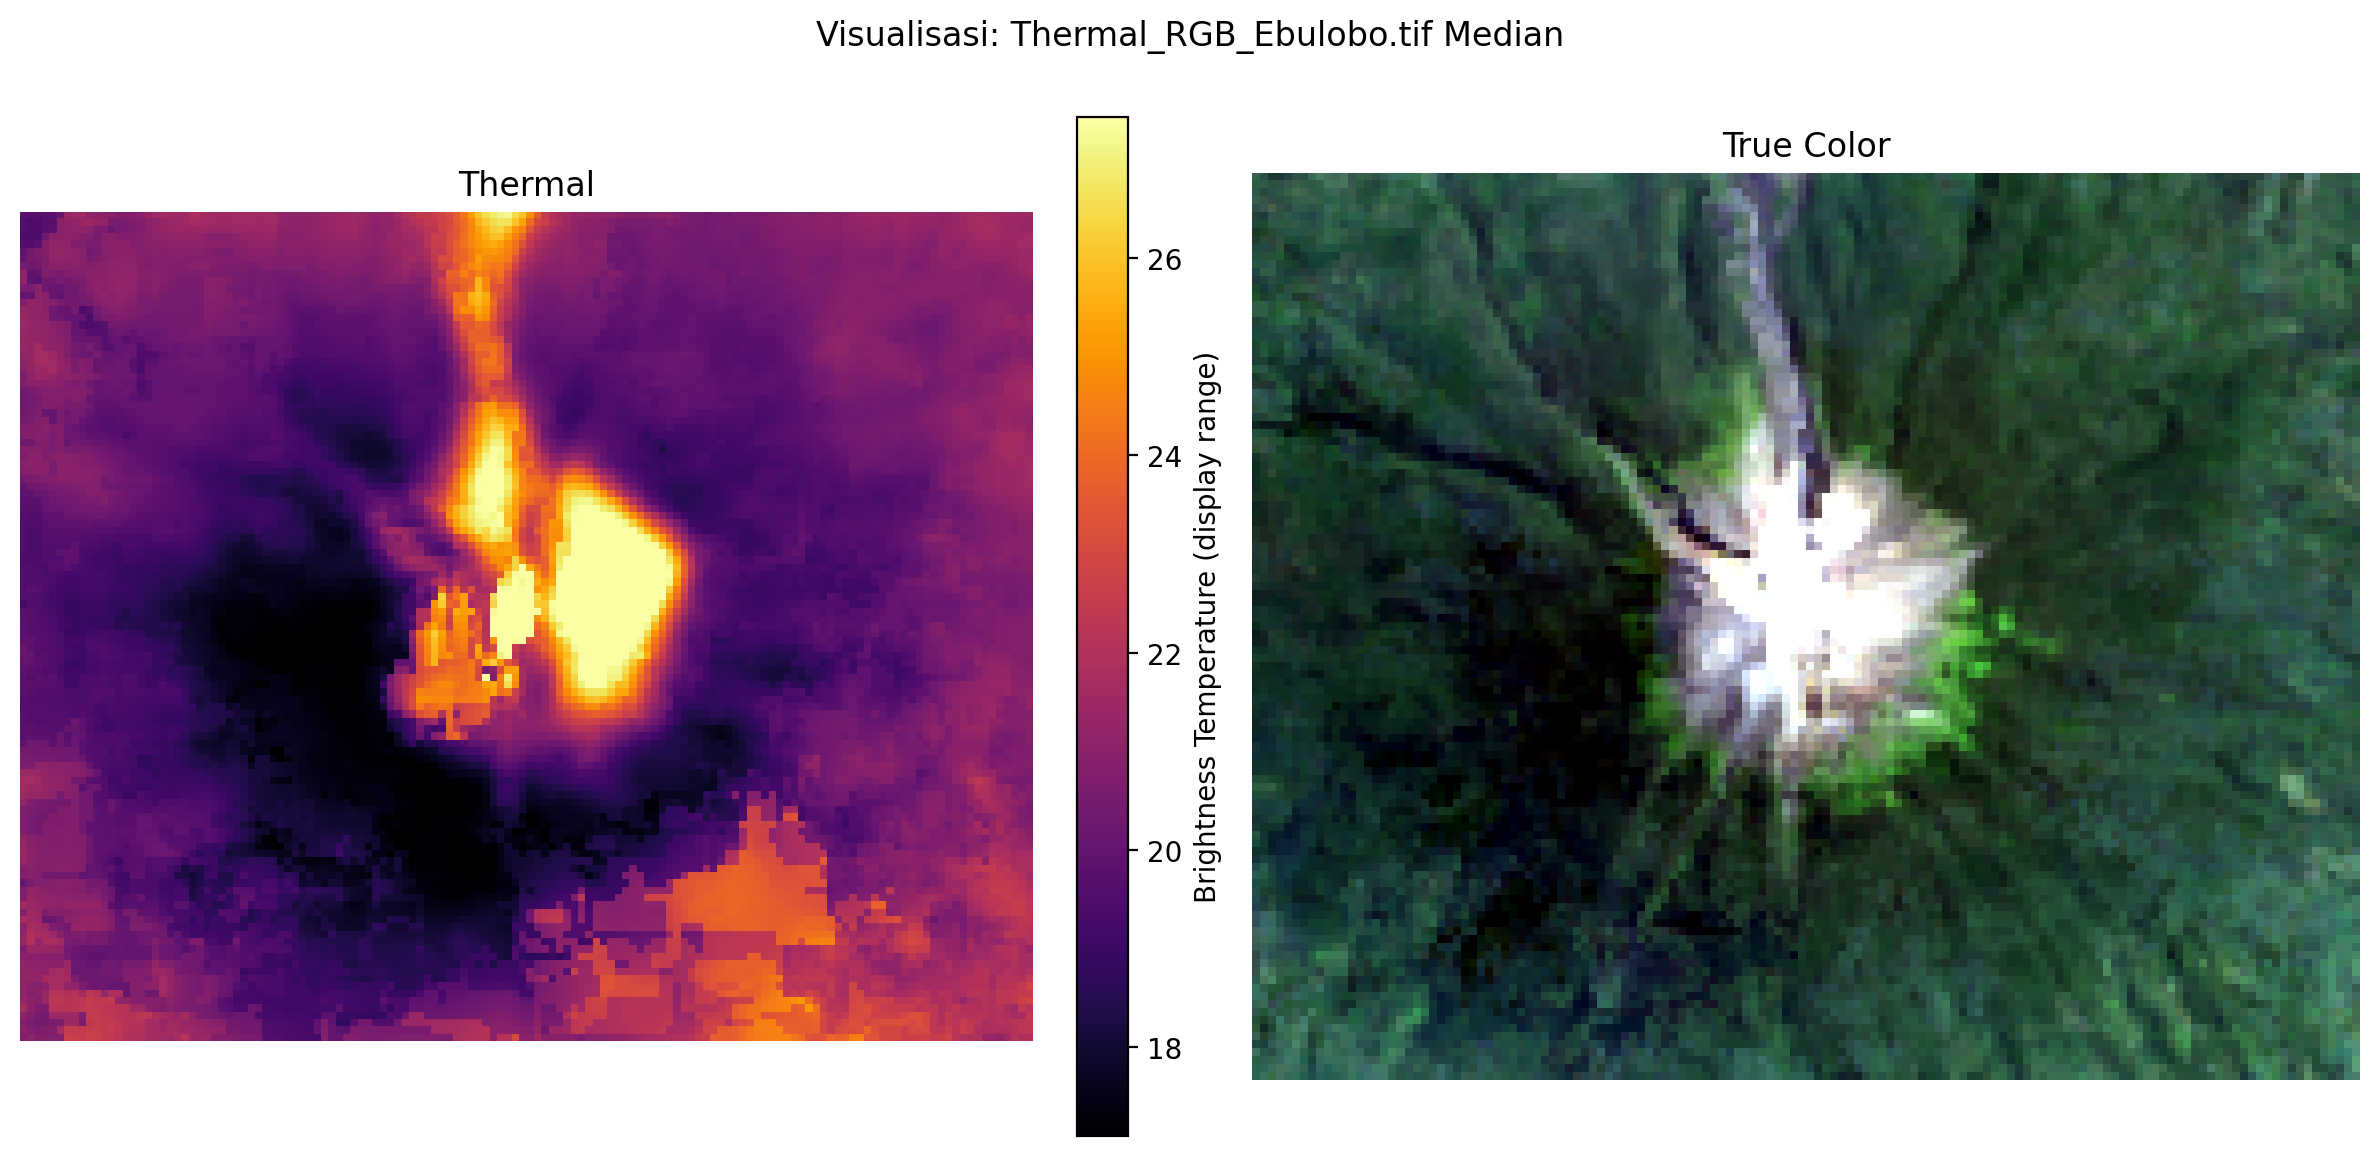 Visualisasi: Thermal_RGB_Ebulobo.tif Median
Thermal
26
24
22
20
18
Brightness Temperature (display range)
True Color